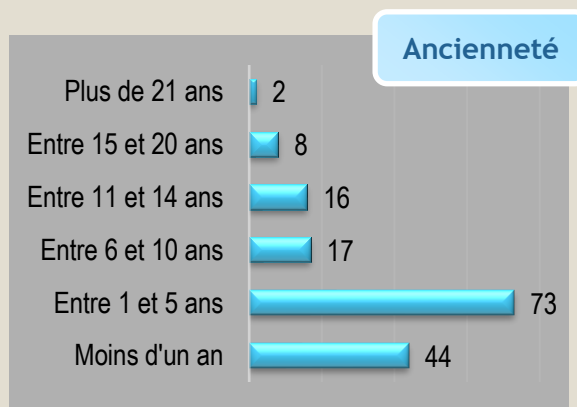 Ancienneté
Plus de 21 ans 2
Entre 15 et 20 ans 8
Entre 11 et 14 ans 16
Entre 6 et 10 ans 17
Entre 1 et 5 ans 73
Moins d'un an 44